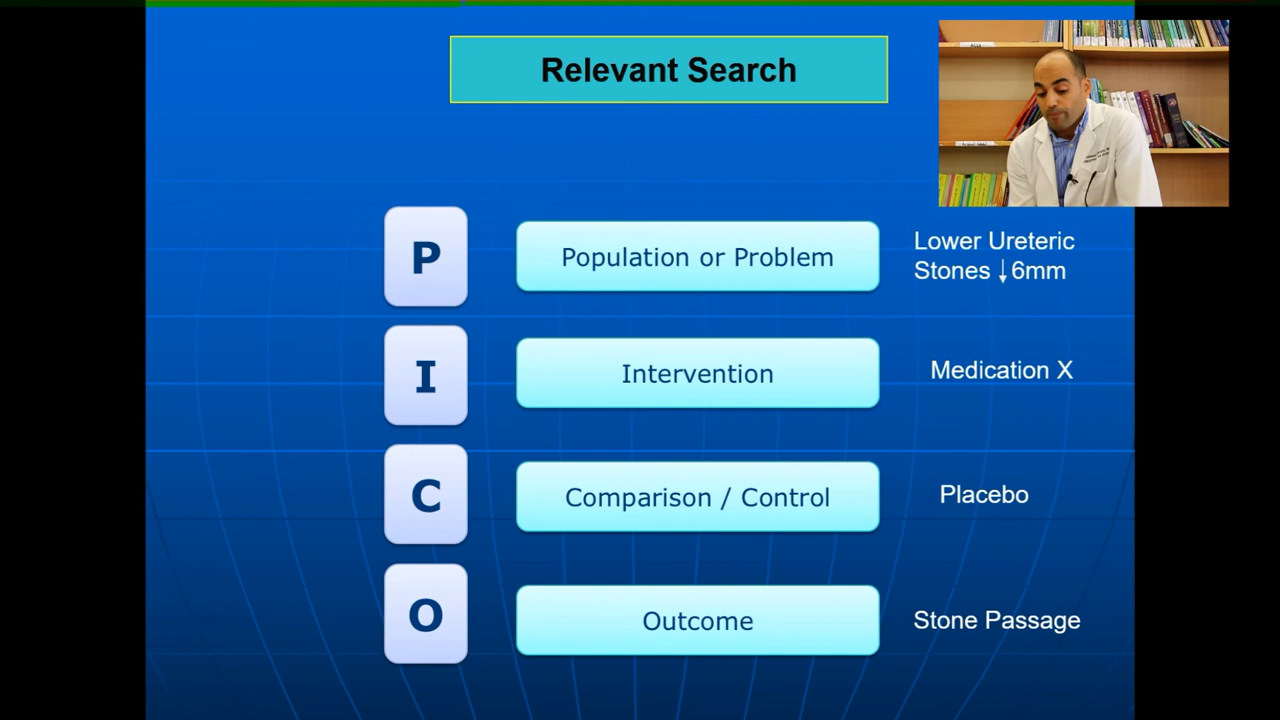 Relevant Search
P
Population or Problem
Lower Ureteric
Stones ↓6mm
I
Intervention
Medication X
C
Comparison / Control
Placebo
O
Outcome
Stone Passage